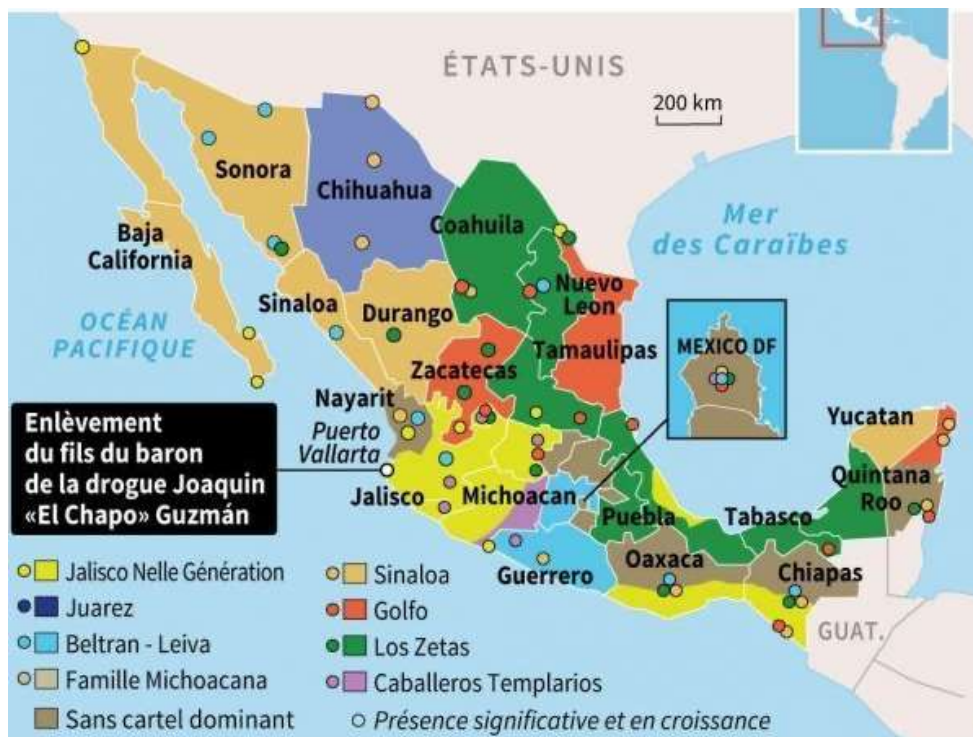 ÉTATS-UNIS
200 km
Sonora
Chihuahua
Coahuila
Baja
California
Mer
des Caraïbes
Nuevo
Leon
Sinaloa
Durango
OCÉAN
PACIFIQUE
Tamaulipas
MEXICO DF
Zacatecas
Nayarit
Puerto
Vallarta
Yucatan
Enlèvement
du fils du baron
de la drogue Joaquin
«El Chapo» Guzmán
Quintana
Roo
Jalisco
Michoacan
Puebla
Tabasco
Oaxaca
Guerrero
Chiapas
GUAT.
Jalisco Nelle Génération
Juarez
Beltran - Leiva
Famille Michoacana
Sans cartel dominant
Sinaloa
Golfo
Los Zetas
Caballeros Templarios
Présence significative et en croissance